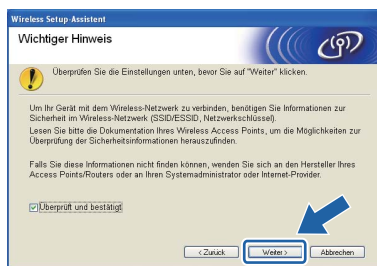 Wireless Setup-Assistent
Wichtiger Hinweis
Überprüfen Sie die Einstellungen unten, bevor Sie auf "Weiter" klicken.
Um Ihr Gerät mit dem Wireless-Netzwerk zu verbinden, benötigen Sie Informationen zur
Sicherheit im Wireless-Netzwerk (SSID/ESSID, Netzwerkschlüssel).
Lesen Sie bitte die Dokumentation Ihres Wireless Access Points, um die Möglichkeiten zur
Überprüfung der Sicherheitsinformationen herauszufinden.
Falls Sie diese Informationen nicht finden können, wenden Sie sich an den Hersteller Ihres
Access Points/Routers oder an Ihren Systemadministrator oder Internet-Provider.
Überprüft und bestätigt
< Zurück
Weiter >
Abbrechen